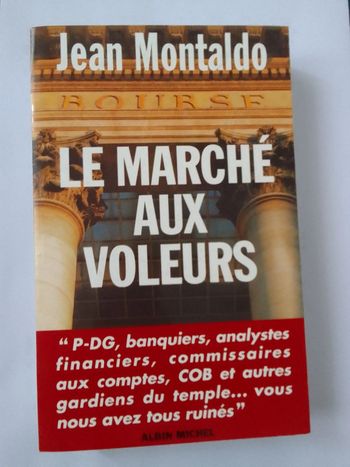 Jean Montaldo
BOURSE
LE MARCHÉ
AUX
VOLEURS
“ P-DG, banquiers, analystes
financiers, commissaires
aux comptes, COB et autres
gardiens du temple... vous
nous avez tous ruinés”
ALBIN MICHEL